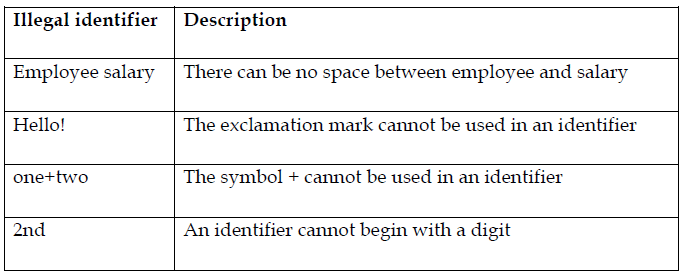 Illegal identifier Description
Employee salary There can be no space between employee and salary
Hello! The exclamation mark cannot be used in an identifier
one+two The symbol + cannot be used in an identifier
2nd An identifier cannot begin with a digit